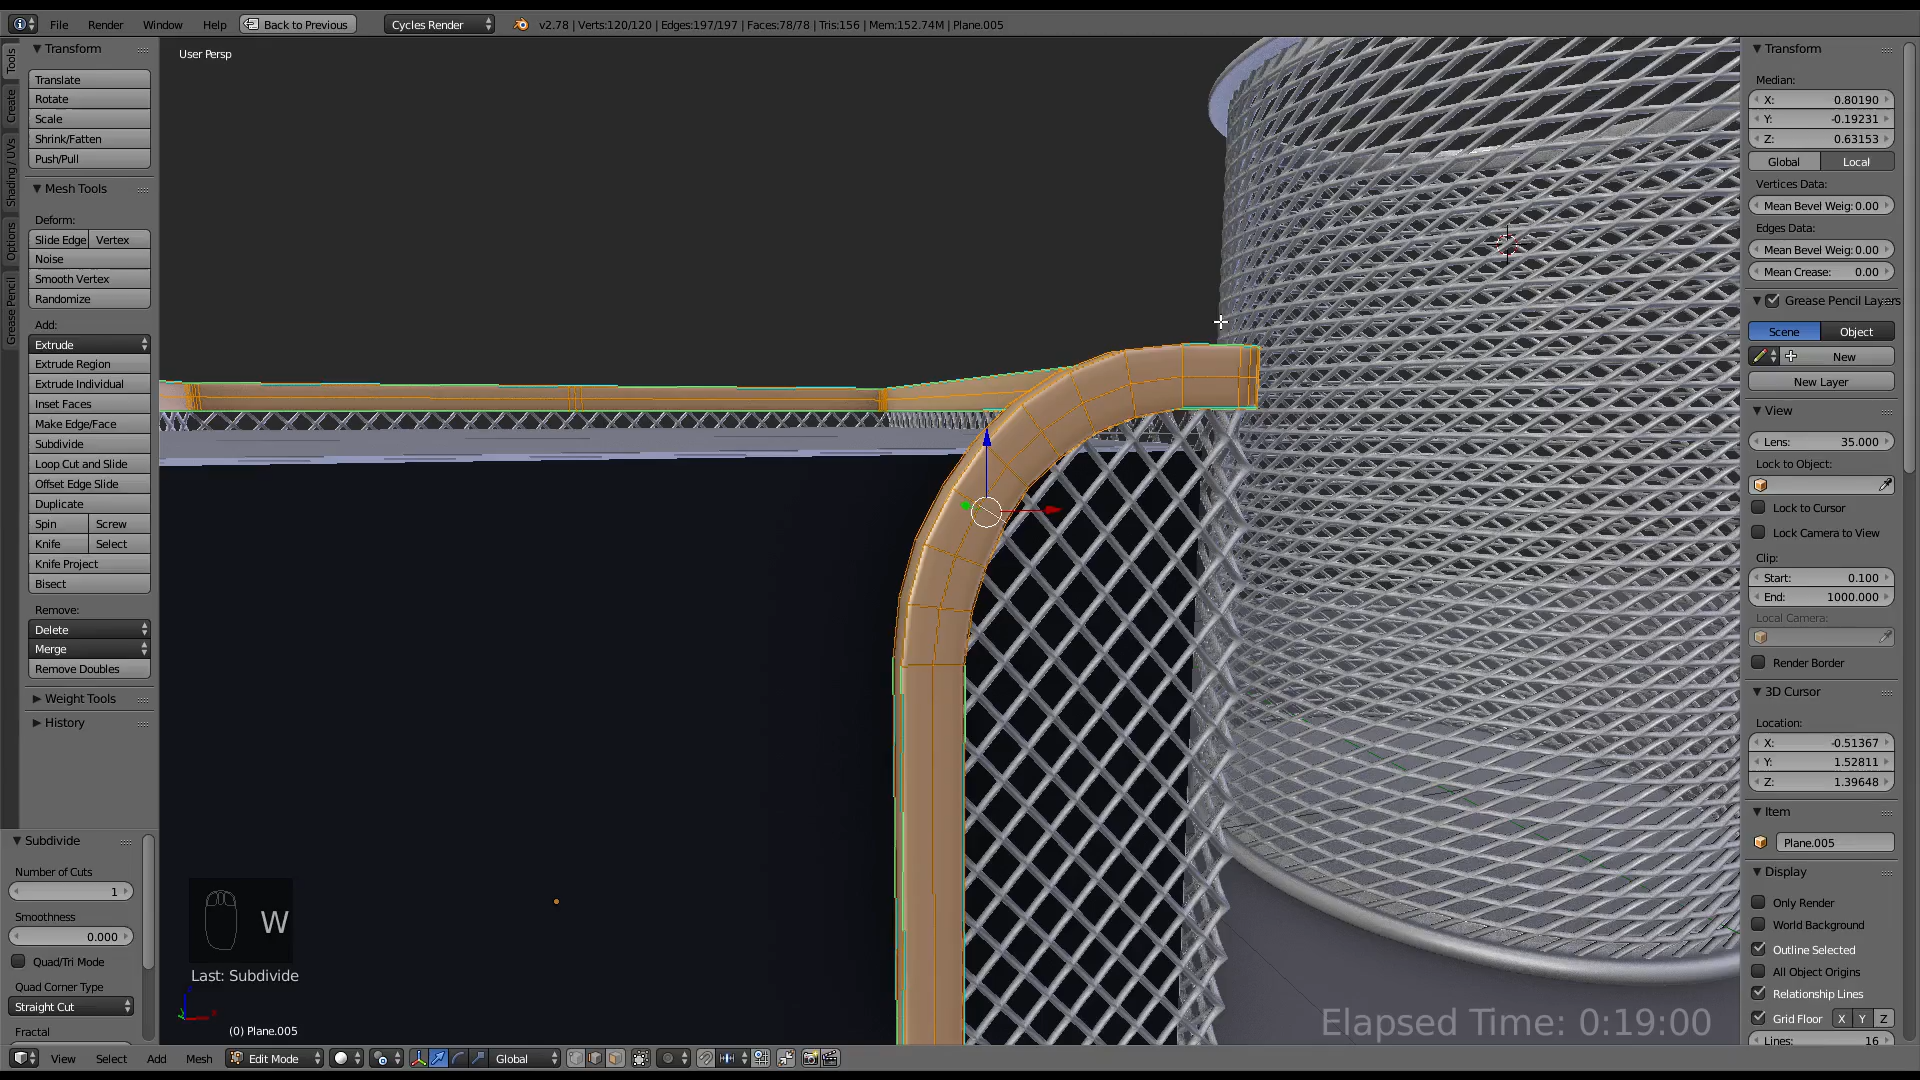 File Render Window Help Back to Previous Cycles Render v2.78 | Verts:120/120 | Edges:197/197 | Faces:78/78 | Tris:156 | Mem:152.74M | Plane.005
User Persp
Tools
Create
Shading / UVs
Options
Grease Pencil
Transform
Translate
Rotate
Scale
Shrink/Fatten
Push/Pull
Mesh Tools
Deform:
Slide Edge Vertex
Noise
Smooth Vertex
Randomize
Add:
Extrude
Extrude Region
Extrude Individual
Inset Faces
Make Edge/Face
Subdivide
Loop Cut and Slide
Offset Edge Slide
Duplicate
Spin Screw
Knife Select
Knife Project
Bisect
Remove:
Delete
Merge
Remove Doubles
Weight Tools
History
Subdivide
Number of Cuts
1
Smoothness
0.000
Quad/Tri Mode
Quad Corner Type
Straight Cut
Fractal
W
Last: Subdivide
(0) Plane.005
Elapsed Time: 0:19:00
Transform
Median:
X: 0.80190
Y: -0.19231
Z: 0.63153
Global Local
Vertices Data:
Mean Bevel Weig: 0.00
Edges Data:
Mean Bevel Weig: 0.00
Mean Crease: 0.00
Grease Pencil Layers
Scene Object
New
New Layer
View
Lens: 35.000
Lock to Object:
Lock to Cursor
Lock Camera to View
Clip:
Start: 0.100
End: 1000.000
Local Camera:
Render Border
3D Cursor
Location:
X: -0.51367
Y: 1.52811
Z: 1.39648
Item
Plane.005
Display
Only Render
World Background
Outline Selected
All Object Origins
Relationship Lines
Grid Floor X Y Z
Lines: 16
View Select Add Mesh Edit Mode Global